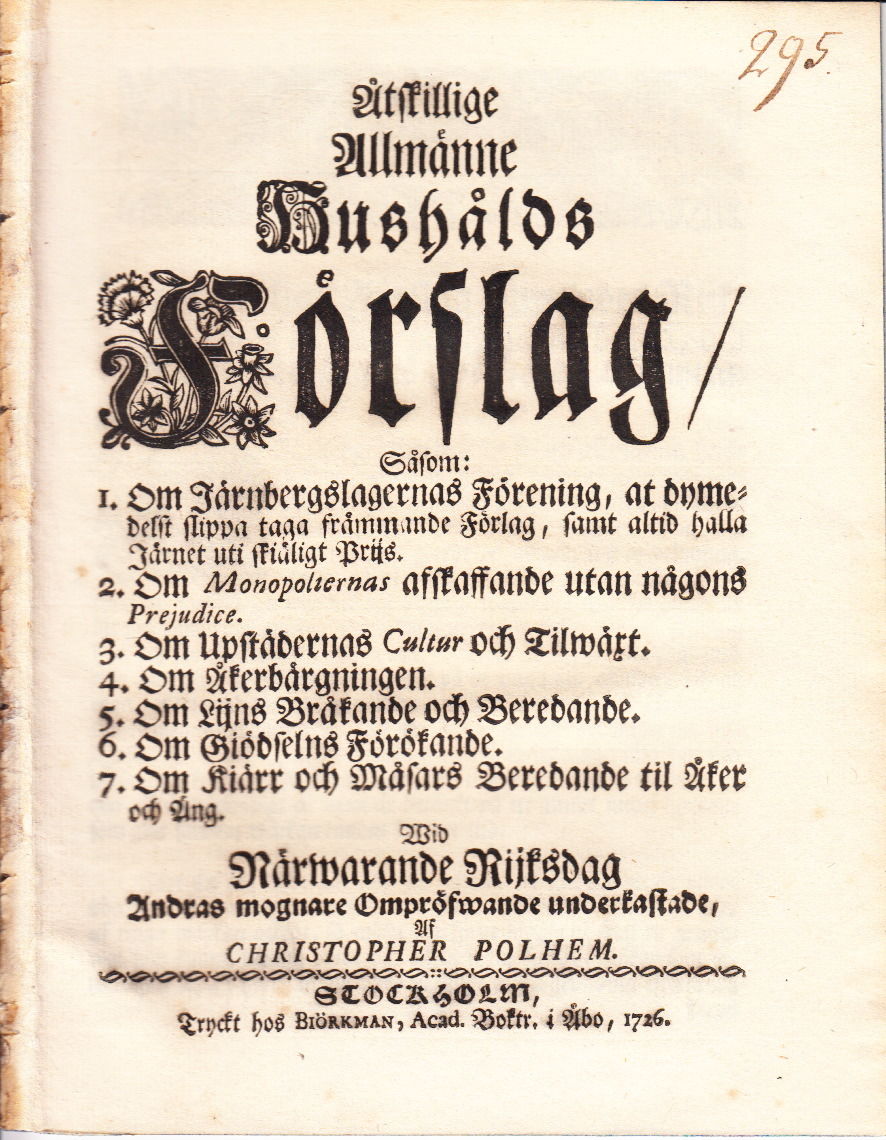 295.
Åtskillige
Allmänne
Hushålds
Förslag/
Såsom:
1. Om Järnbergslagernas Förening, at dyme-
delst slippa taga främmande Förlag, samt altid halla
Järnet uti skiäligt Prijs.
2. Om Monopoliernas afskaffande utan någons
Prejudice.
3. Om Upstädernas Cultur och Tilwäxt.
4. Om Åkerbärgningen.
5. Om Lijns Bråkande och Beredande.
6. Om Giödselns Förökande.
7. Om Kiärr och Måsars Beredande til Åker
och Äng.
Wid
Närwarande Rijksdag
Andras mognare Ompröfwande underkastade,
Af
CHRISTOPHER POLHEM.
STOCKHOLM,
Tryckt hos BIÖRKMAN, Acad. Boktr. i Åbo, 1726.